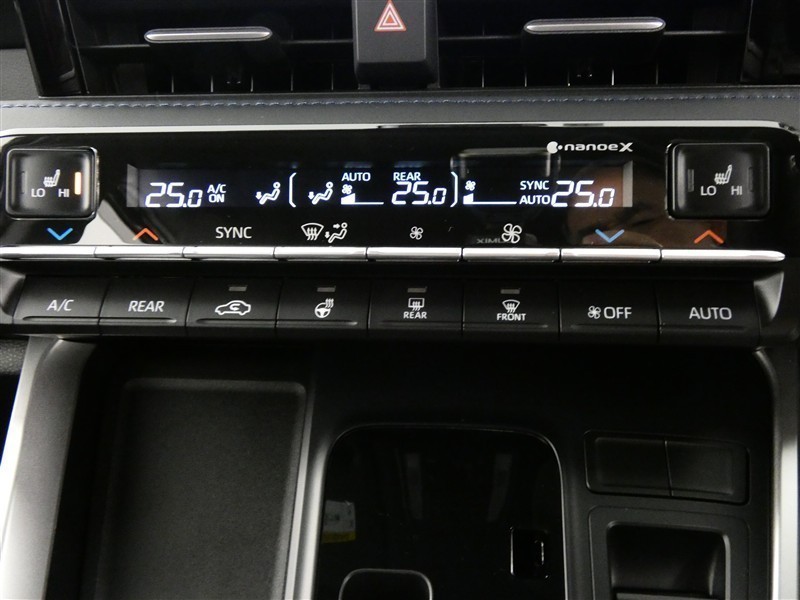 nanoeX
LO HI
25.0 A/C ON
AUTO
REAR
25.0
SYNC
AUTO 25.0
LO HI
SYNC
A/C
REAR
REAR
FRONT
OFF
AUTO